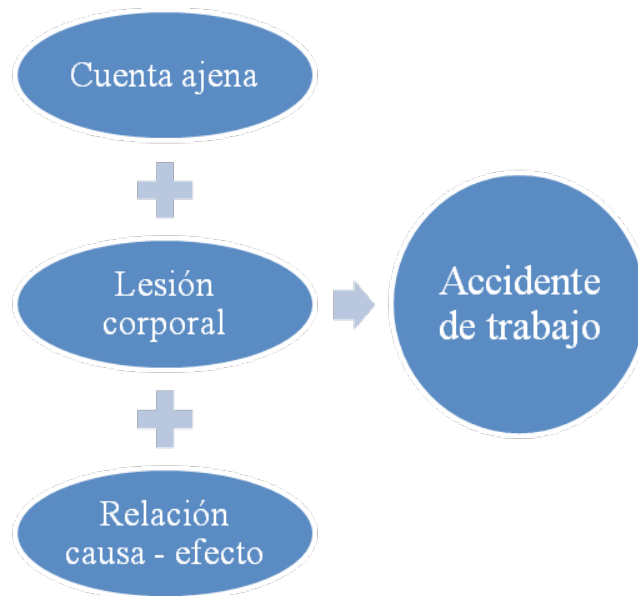 Cuenta ajena
Lesión
corporal
Relación
causa - efecto
Accidente
de trabajo